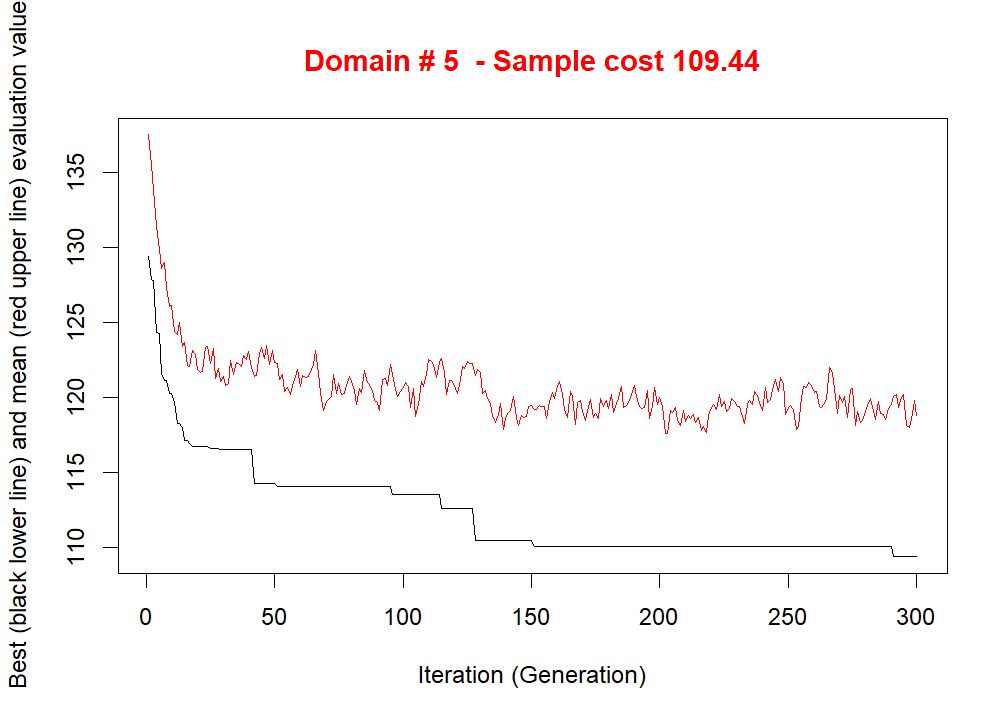 Domain # 5  - Sample cost 109.44
Best (black lower line) and mean (red upper line) evaluation value
135
130
125
120
115
110
0 50 100 150 200 250 300
Iteration (Generation)